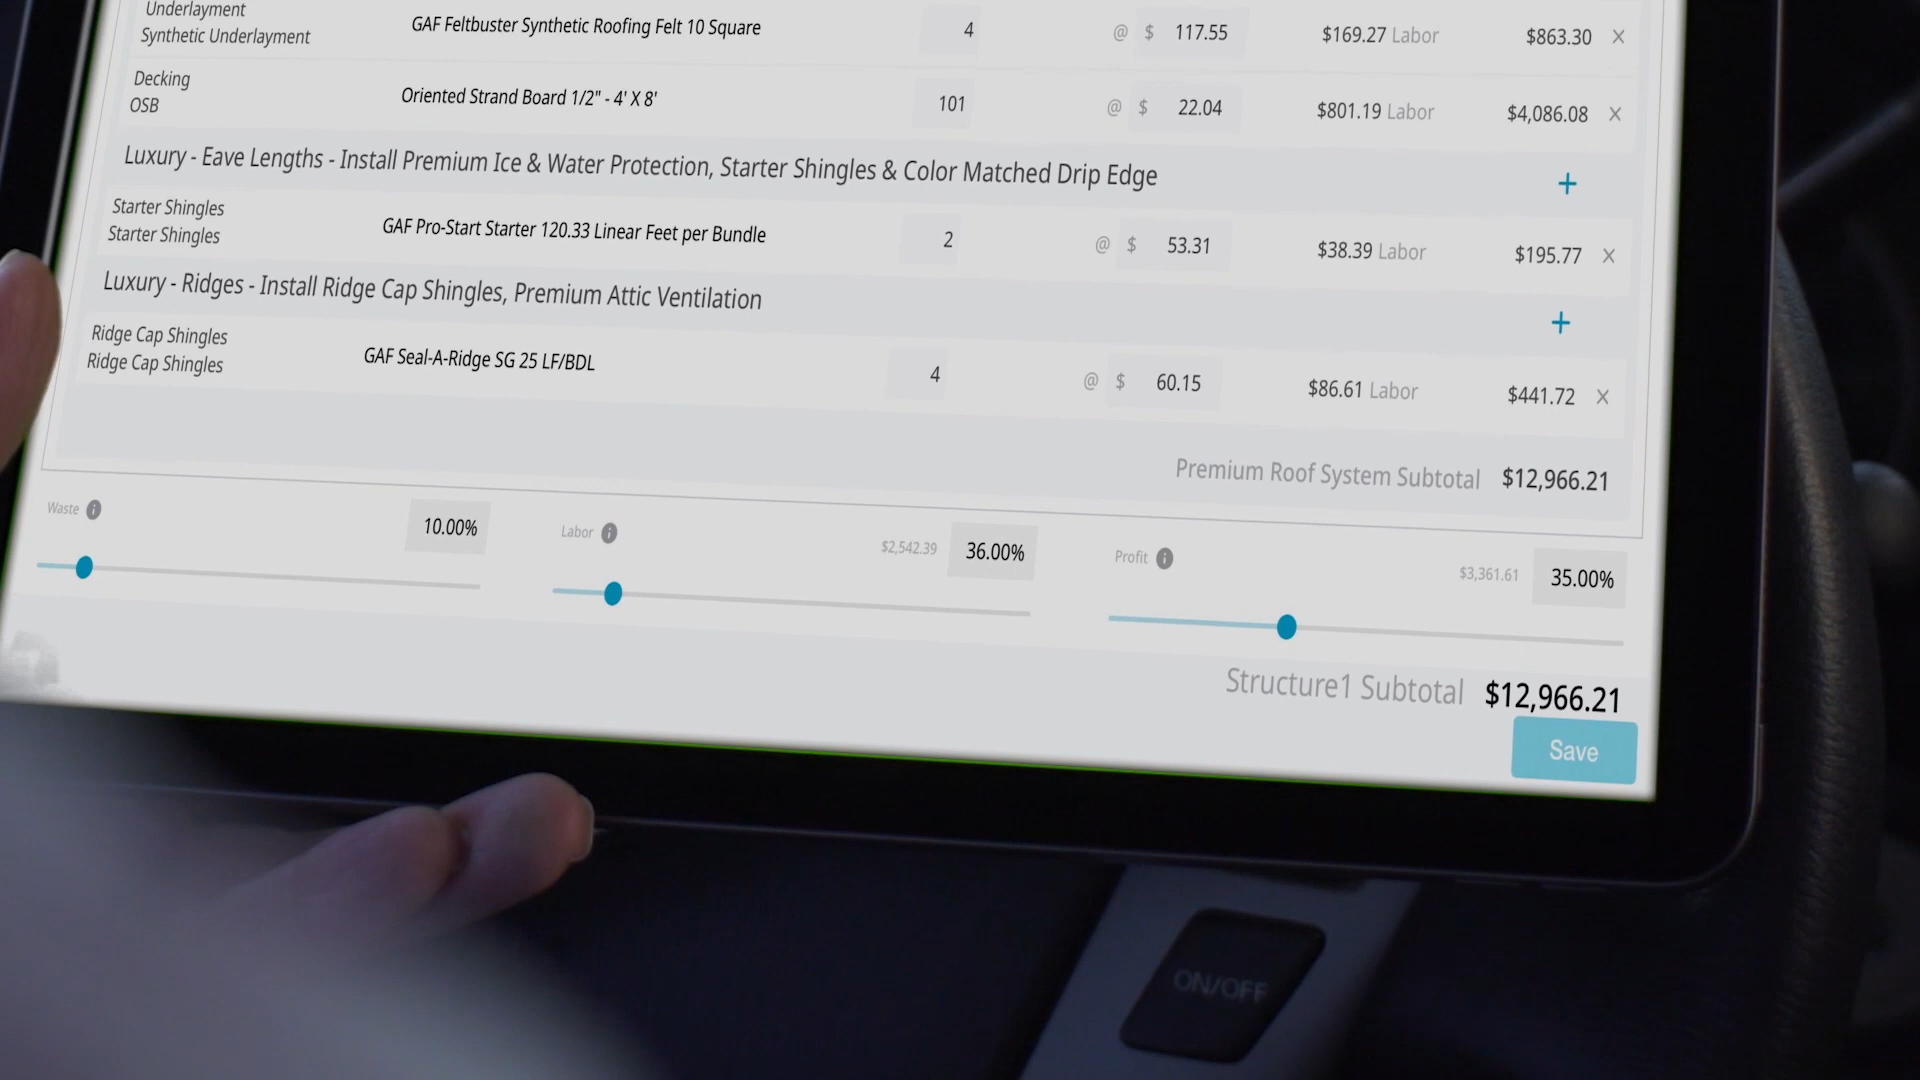 Underlayment
Synthetic Underlayment GAF Feltbuster Synthetic Roofing Felt 10 Square 4 @ $ 117.55 $169.27 Labor $863.30 ×
Decking
OSB Oriented Strand Board 1/2" - 4' X 8' 101 @ $ 22.04 $801.19 Labor $4,086.08 ×
Luxury - Eave Lengths - Install Premium Ice & Water Protection, Starter Shingles & Color Matched Drip Edge +
Starter Shingles
Starter Shingles GAF Pro-Start Starter 120.33 Linear Feet per Bundle 2 @ $ 53.31 $38.39 Labor $195.77 ×
Luxury - Ridges - Install Ridge Cap Shingles, Premium Attic Ventilation +
Ridge Cap Shingles
Ridge Cap Shingles GAF Seal-A-Ridge SG 25 LF/BDL 4 @ $ 60.15 $86.61 Labor $441.72 ×
Premium Roof System Subtotal $12,966.21
Waste i 10.00% Labor i $2,542.39 36.00% Profit i $3,361.61 35.00%
Structure1 Subtotal $12,966.21
Save
ON/OFF